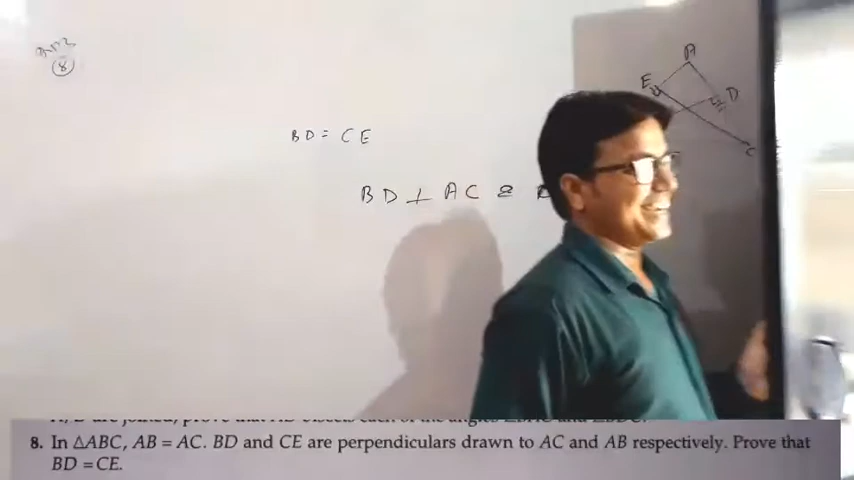 8
BD = CE
BD ⊥ AC
A
E
D
C
8. In △ABC, AB = AC. BD and CE are perpendiculars drawn to AC and AB respectively. Prove that
BD = CE.